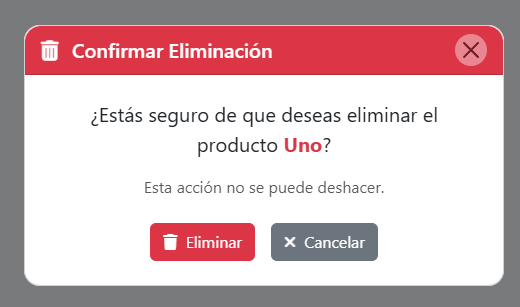 Confirmar Eliminación
¿Estás seguro de que deseas eliminar el
producto Uno?
Esta acción no se puede deshacer.
Eliminar
Cancelar